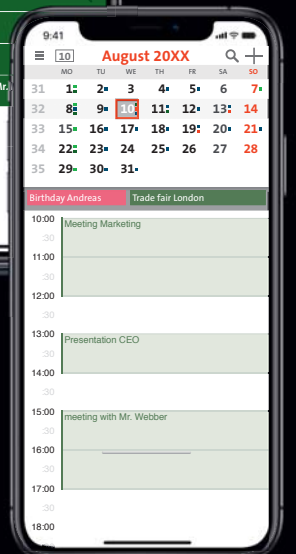 Mr.
9:41
10 August 20XX
MO TU WE TH FR SA SO
31 1 2 3 4 5 6 7
32 8 9 10 11 12 13 14
33 15 16 17 18 19 20 21
34 22 23 24 25 26 27 28
35 29 30 31
Birthday Andreas Trade fair London
10:00 Meeting Marketing
:30
11:00
:30
12:00
:30
13:00 Presentation CEO
:30
14:00
:30
15:00 meeting with Mr. Webber
:30
16:00
:30
17:00
:30
18:00